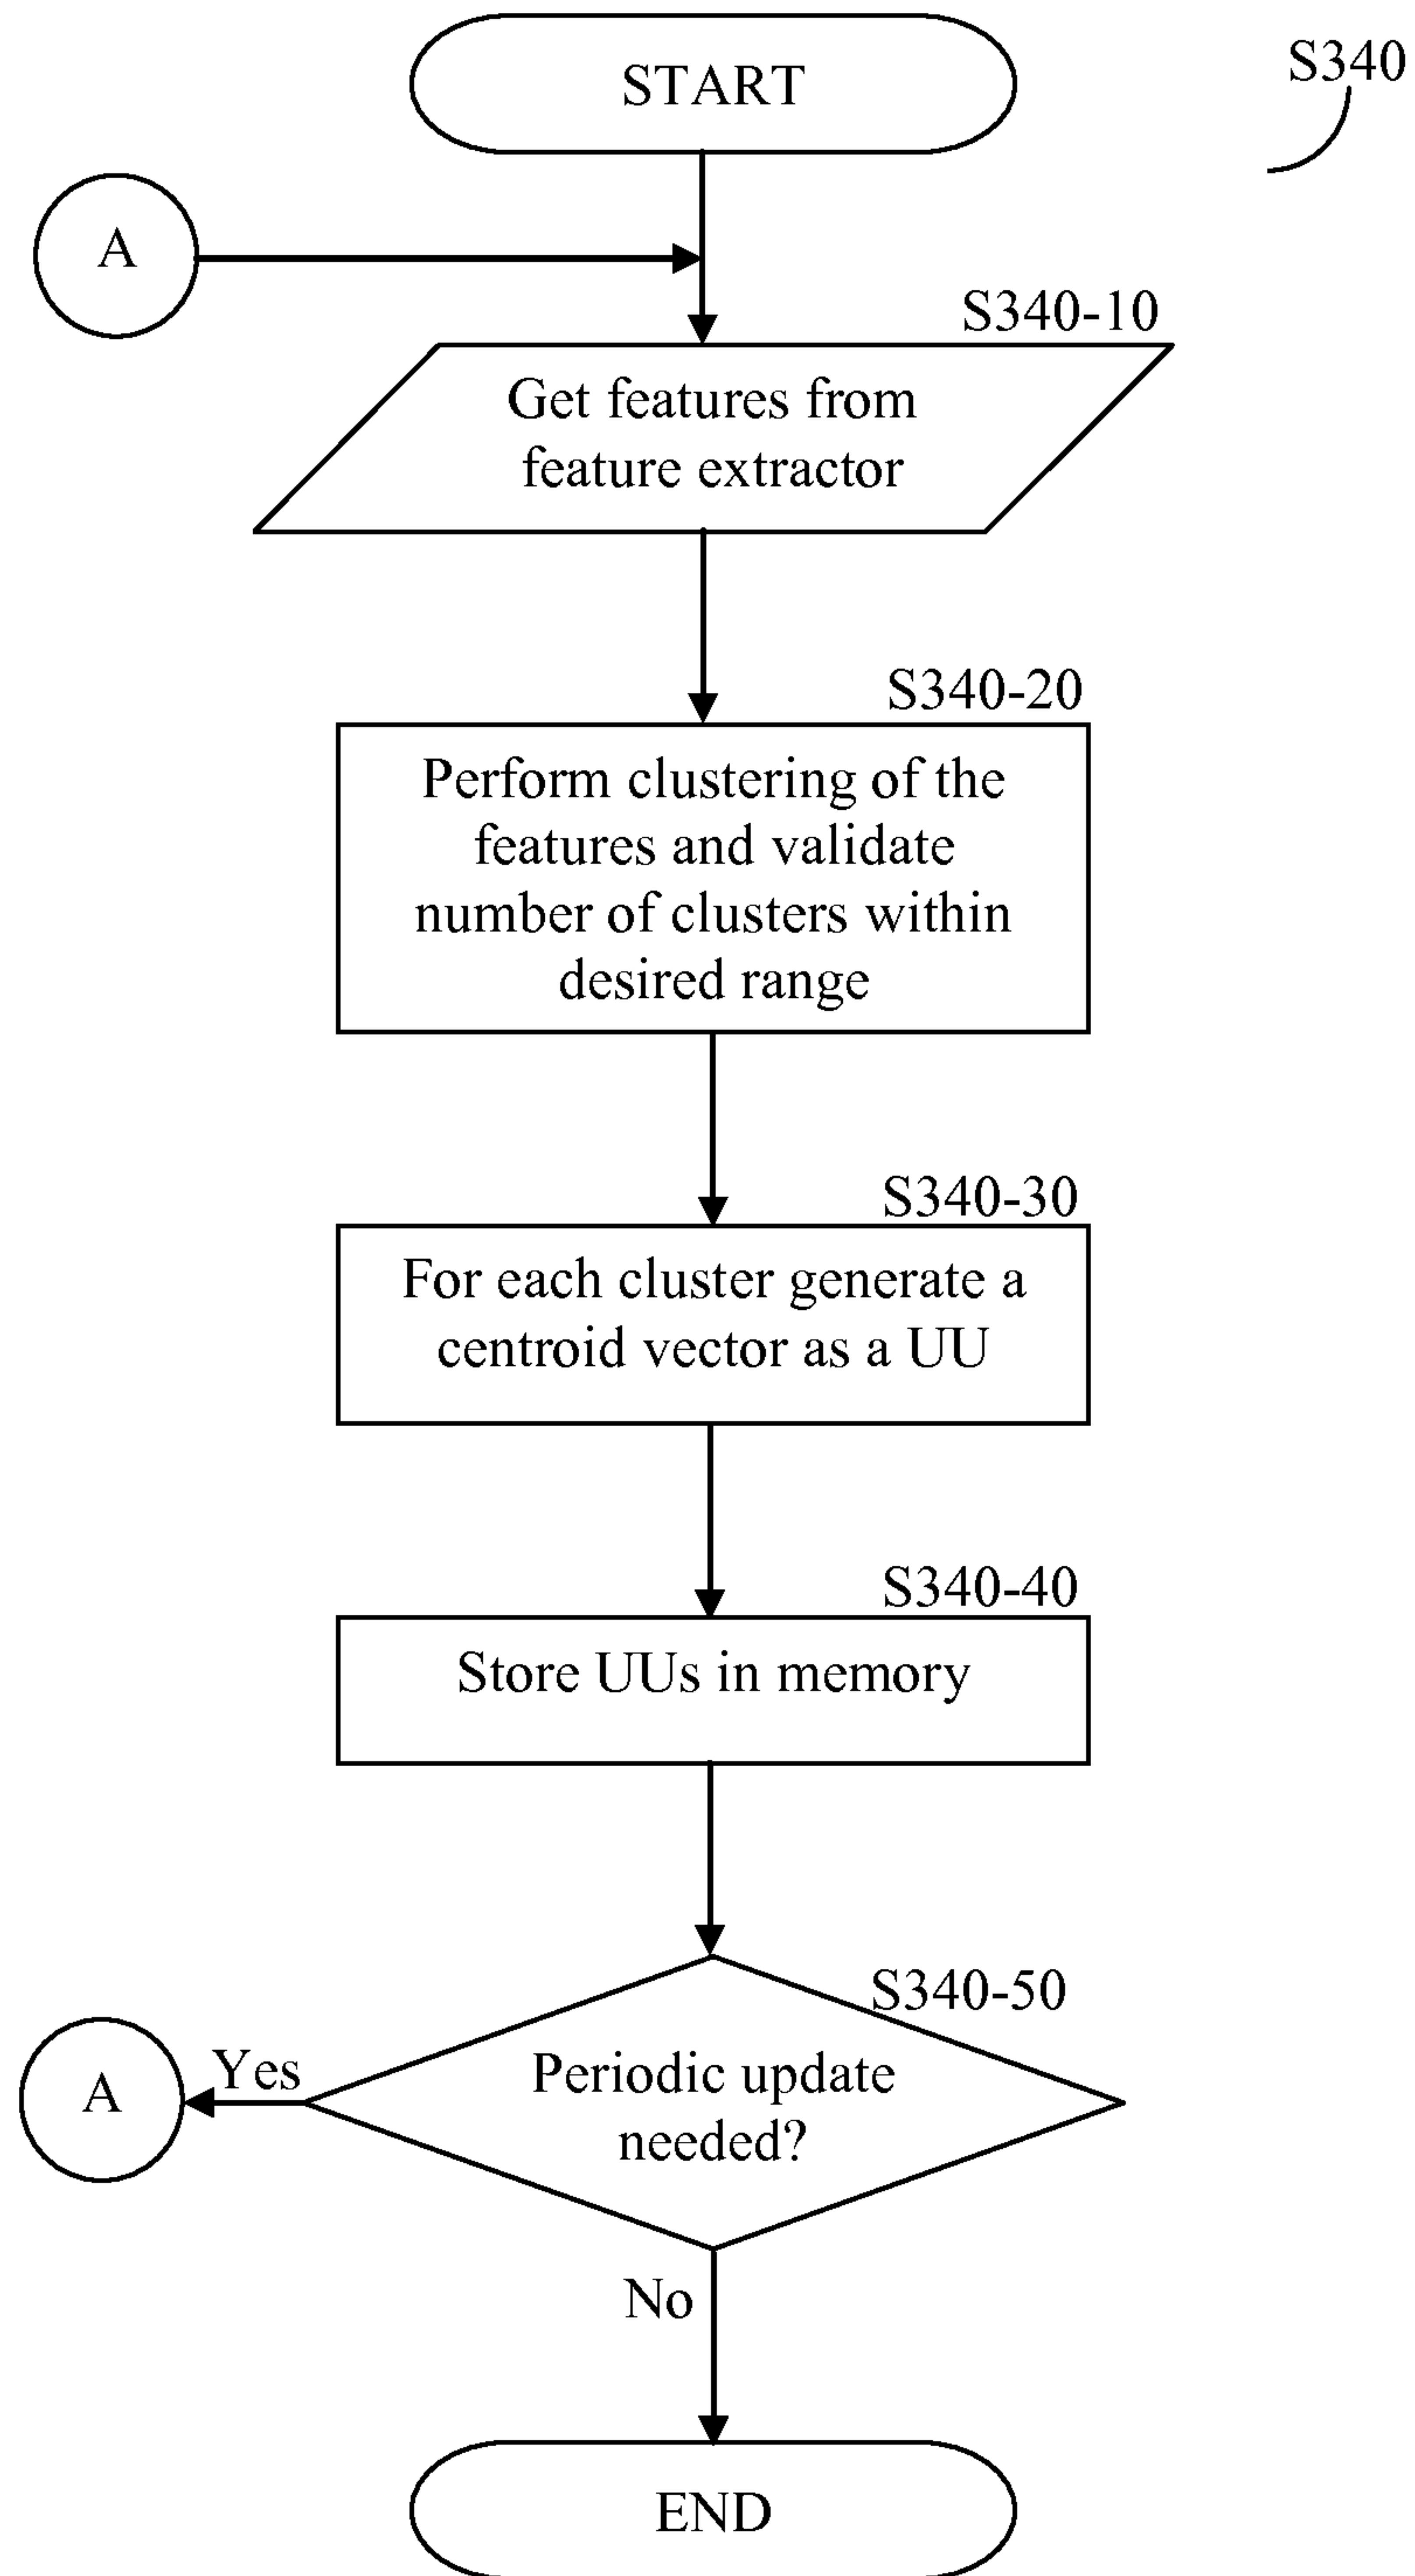 START
S340
A
S340-10
Get features from
feature extractor
S340-20
Perform clustering of the
features and validate
number of clusters within
desired range
S340-30
For each cluster generate a
centroid vector as a UU
S340-40
Store UUs in memory
S340-50
Periodic update
needed?
Yes
A
No
END